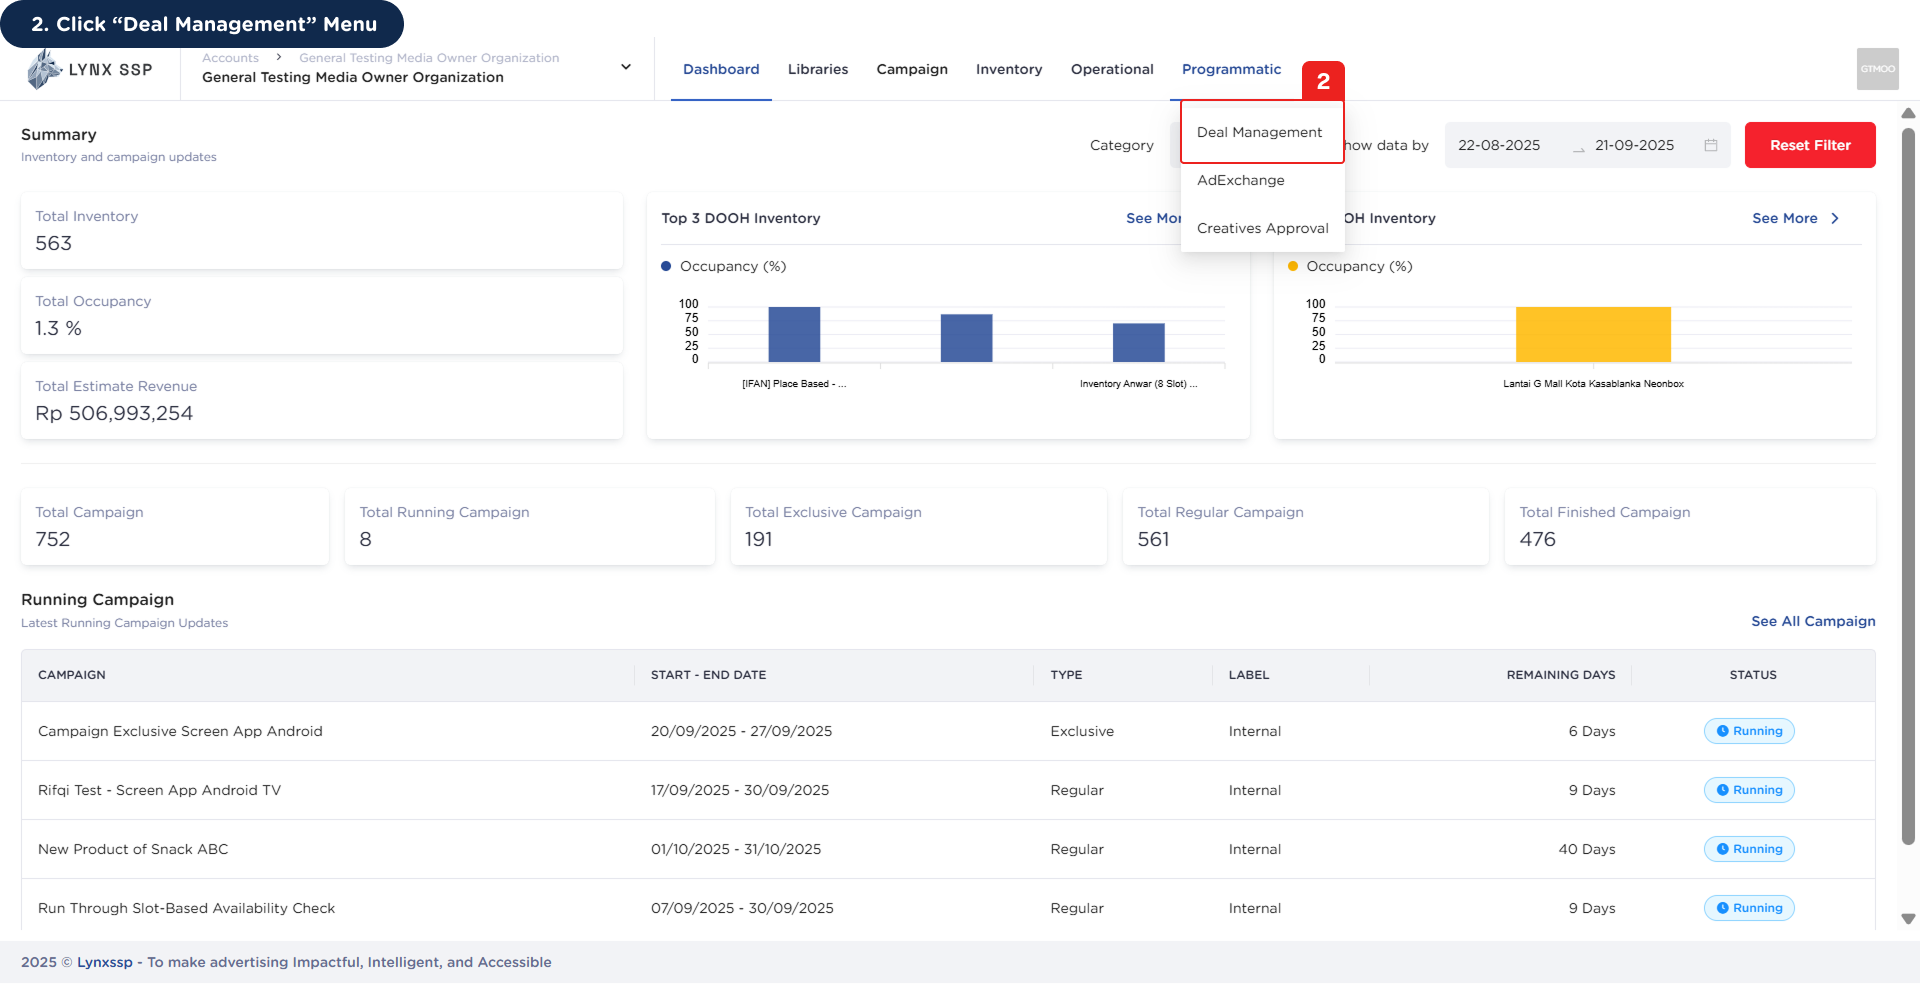 2. Click “Deal Management” Menu
LYNX SSP
Accounts > General Testing Media Owner Organization
General Testing Media Owner Organization
Dashboard
Libraries
Campaign
Inventory
Operational
Programmatic
2
GTMOO
Deal Management
AdExchange
Creatives Approval
Summary
Inventory and campaign updates
Category
how data by
22-08-2025
21-09-2025
Reset Filter
Total Inventory
563
Total Occupancy
1.3 %
Total Estimate Revenue
Rp 506,993,254
Top 3 DOOH Inventory
See Mor
Occupancy (%)
100
75
50
25
0
[IFAN] Place Based - ...
Inventory Anwar (8 Slot) ...
OH Inventory
See More
Occupancy (%)
100
75
50
25
0
Lantai G Mall Kota Kasablanka Neonbox
Total Campaign
752
Total Running Campaign
8
Total Exclusive Campaign
191
Total Regular Campaign
561
Total Finished Campaign
476
Running Campaign
Latest Running Campaign Updates
See All Campaign
CAMPAIGN START - END DATE TYPE LABEL REMAINING DAYS STATUS
Campaign Exclusive Screen App Android 20/09/2025 - 27/09/2025 Exclusive Internal 6 Days Running
Rifqi Test - Screen App Android TV 17/09/2025 - 30/09/2025 Regular Internal 9 Days Running
New Product of Snack ABC 01/10/2025 - 31/10/2025 Regular Internal 40 Days Running
Run Through Slot-Based Availability Check 07/09/2025 - 30/09/2025 Regular Internal 9 Days Running
2025 © Lynxssp - To make advertising Impactful, Intelligent, and Accessible